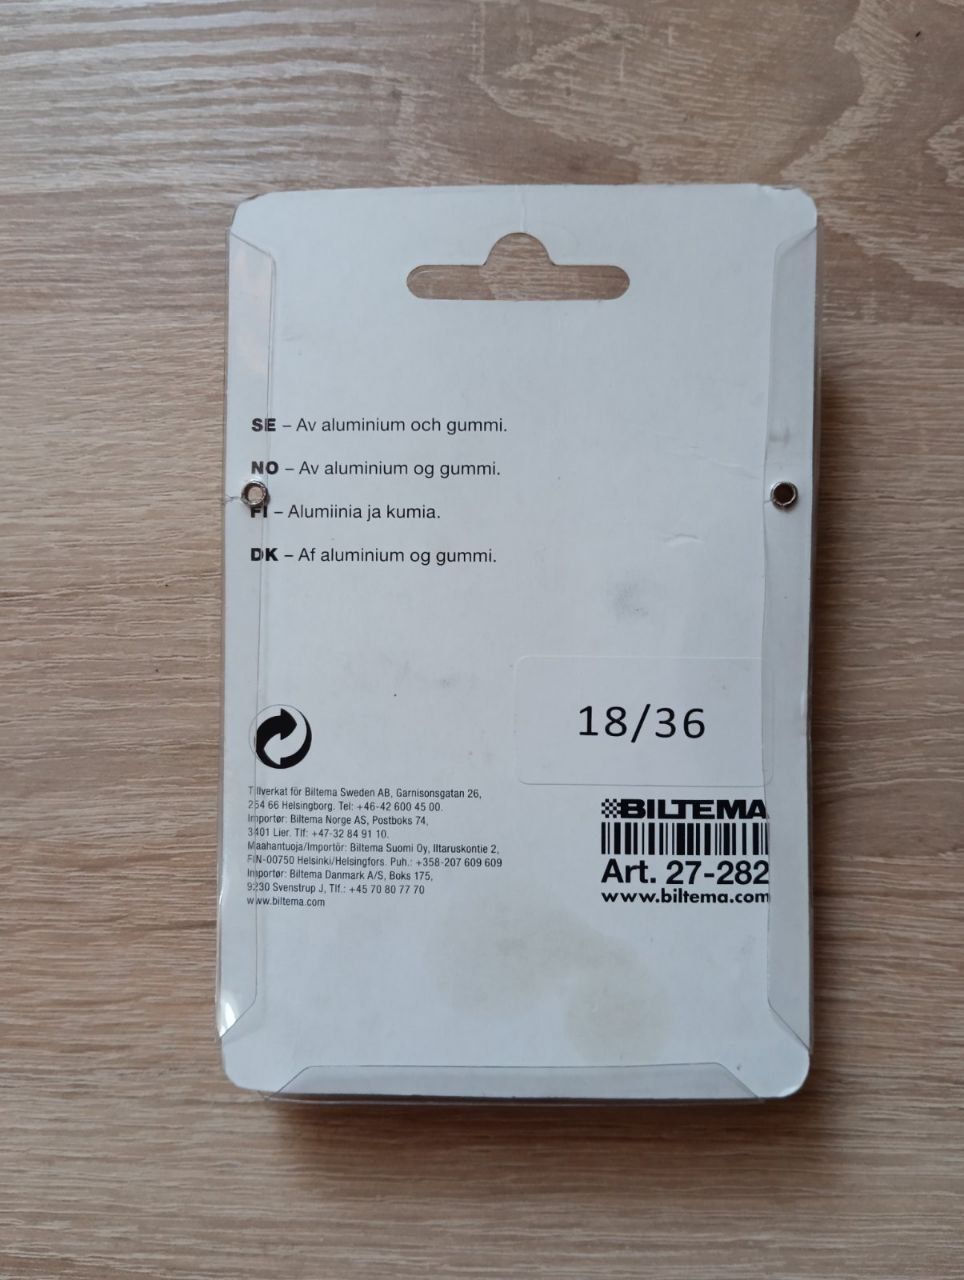 SE – Av aluminium och gummi.
NO – Av aluminium og gummi.
FI – Alumiinia ja kumia.
DK – Af aluminium og gummi.
18/36
Tillverkat för Biltema Sweden AB, Garnisonsgatan 26,
254 66 Helsingborg. Tel: +46-42 600 45 00.
Importør: Biltema Norge AS, Postboks 74,
3401 Lier. Tlf: +47-32 84 91 10.
Maahantuoja/Importör: Biltema Suomi Oy, Iltaruskontie 2,
FIN-00750 Helsinki/Helsingfors. Puh.: +358-207 609 609
Importør: Biltema Danmark A/S, Boks 175,
9230 Svenstrup J, Tlf.: +45 70 80 77 70
www.biltema.com
BILTEMA
Art. 27-282
www.biltema.com